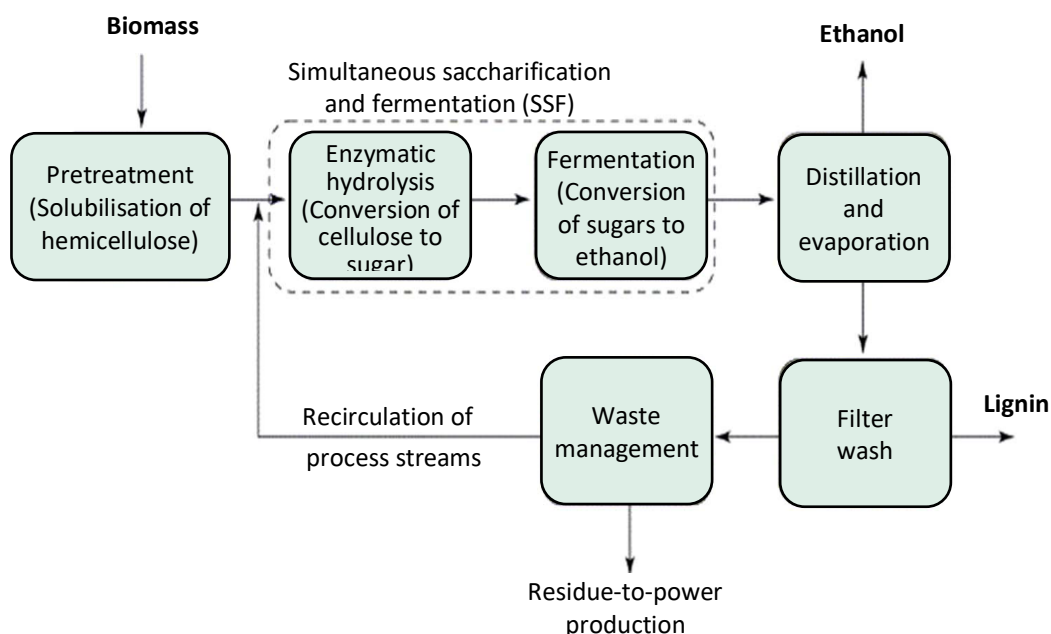 Biomass
Ethanol
Simultaneous saccharification
and fermentation (SSF)
Pretreatment
(Solubilisation of
hemicellulose)
Enzymatic
hydrolysis
(Conversion of
cellulose to
sugar)
Fermentation
(Conversion
of sugars to
ethanol)
Distillation
and
evaporation
Recirculation of
process streams
Waste
management
Filter
wash
Lignin
Residue-to-power
production